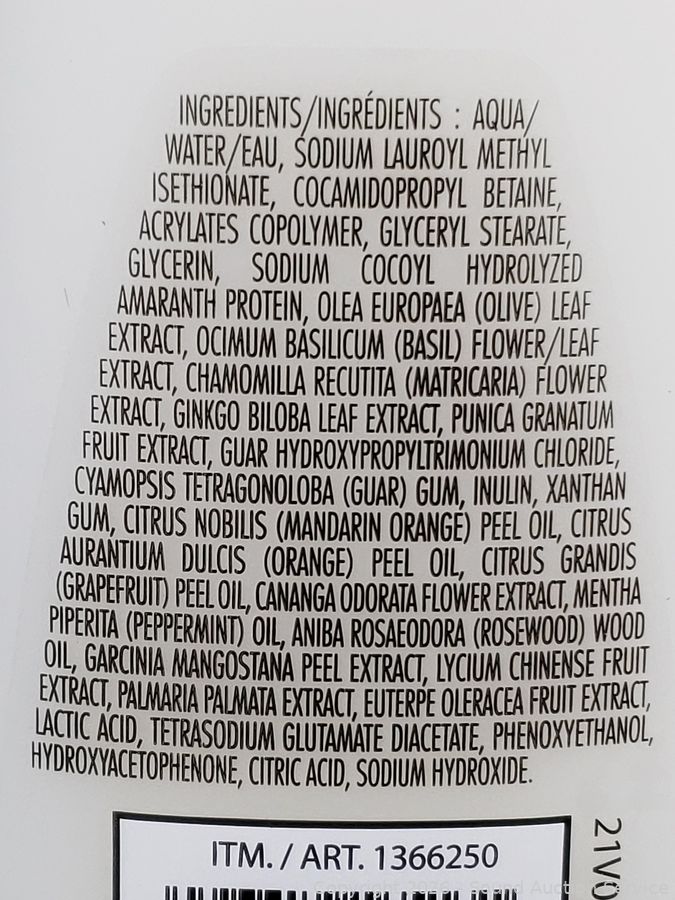 INGREDIENTS/INGRÉDIENTS : AQUA/
WATER/EAU, SODIUM LAUROYL METHYL
ISETHIONATE, COCAMIDOPROPYL BETAINE,
ACRYLATES COPOLYMER, GLYCERYL STEARATE,
GLYCERIN, SODIUM COCOYL HYDROLYZED
AMARANTH PROTEIN, OLEA EUROPAEA (OLIVE) LEAF
EXTRACT, OCIMUM BASILICUM (BASIL) FLOWER/LEAF
EXTRACT, CHAMOMILLA RECUTITA (MATRICARIA) FLOWER
EXTRACT, GINKGO BILOBA LEAF EXTRACT, PUNICA GRANATUM
FRUIT EXTRACT, GUAR HYDROXYPROPYLTRIMONIUM CHLORIDE,
CYAMOPSIS TETRAGONOLOBA (GUAR) GUM, INULIN, XANTHAN
GUM, CITRUS NOBILIS (MANDARIN ORANGE) PEEL OIL, CITRUS
AURANTIUM DULCIS (ORANGE) PEEL OIL, CITRUS GRANDIS
(GRAPEFRUIT) PEEL OIL, CANANGA ODORATA FLOWER EXTRACT, MENTHA
PIPERITA (PEPPERMINT) OIL, ANIBA ROSAEODORA (ROSEWOOD) WOOD
OIL, GARCINIA MANGOSTANA PEEL EXTRACT, LYCIUM CHINENSE FRUIT
EXTRACT, PALMARIA PALMATA EXTRACT, EUTERPE OLERACEA FRUIT EXTRACT,
LACTIC ACID, TETRASODIUM GLUTAMATE DIACETATE, PHENOXYETHANOL,
HYDROXYACETOPHENONE, CITRIC ACID, SODIUM HYDROXIDE.
ITM. / ART. 1366250